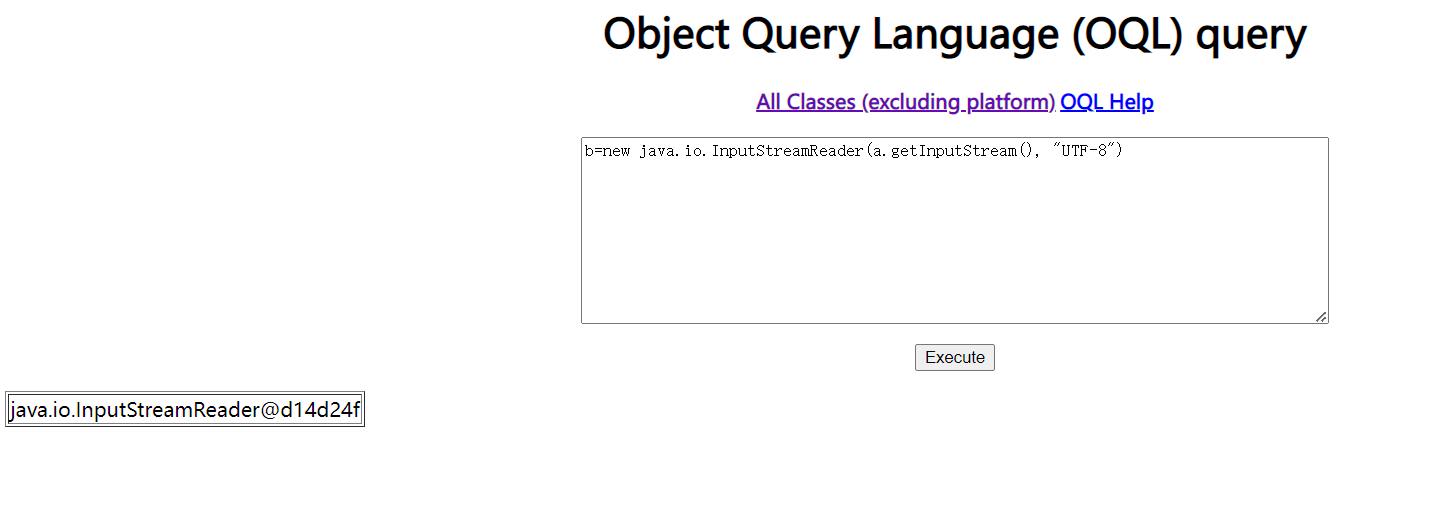 Object Query Language (OQL) query
All Classes (excluding platform) OQL Help
b=new java.io.InputStreamReader(a.getInputStream(), "UTF-8")
Execute
java.io.InputStreamReader@d14d24f